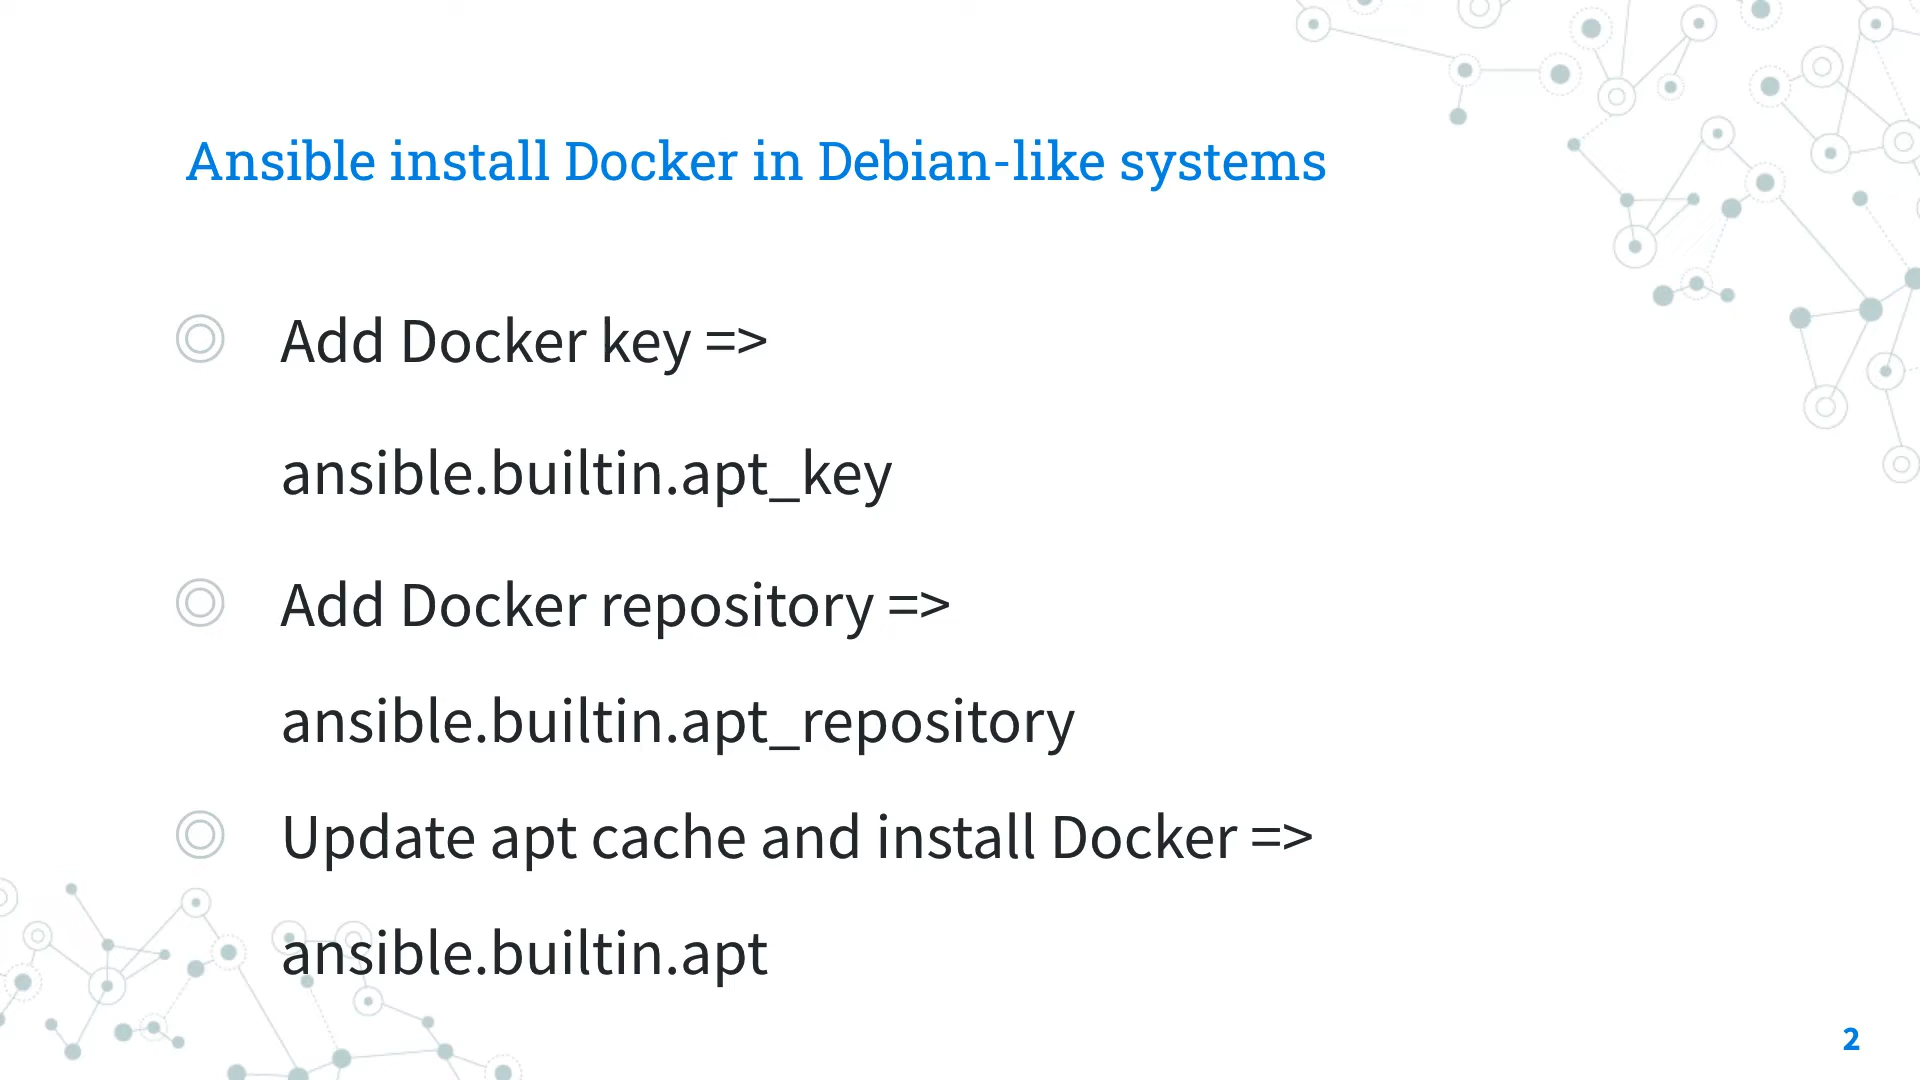 Ansible install Docker in Debian-like systems
Add Docker key =>
ansible.builtin.apt_key
Add Docker repository =>
ansible.builtin.apt_repository
Update apt cache and install Docker =>
ansible.builtin.apt
2